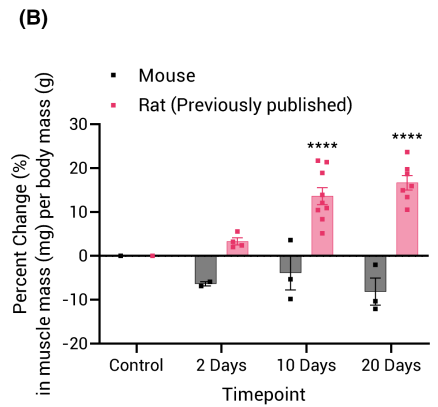 (B)
Mouse
Rat (Previously published)
Percent Change (%)
in muscle mass (mg) per body mass (g)
30
20
10
0
-10
-20
****
****
Control
2 Days
10 Days
20 Days
Timepoint